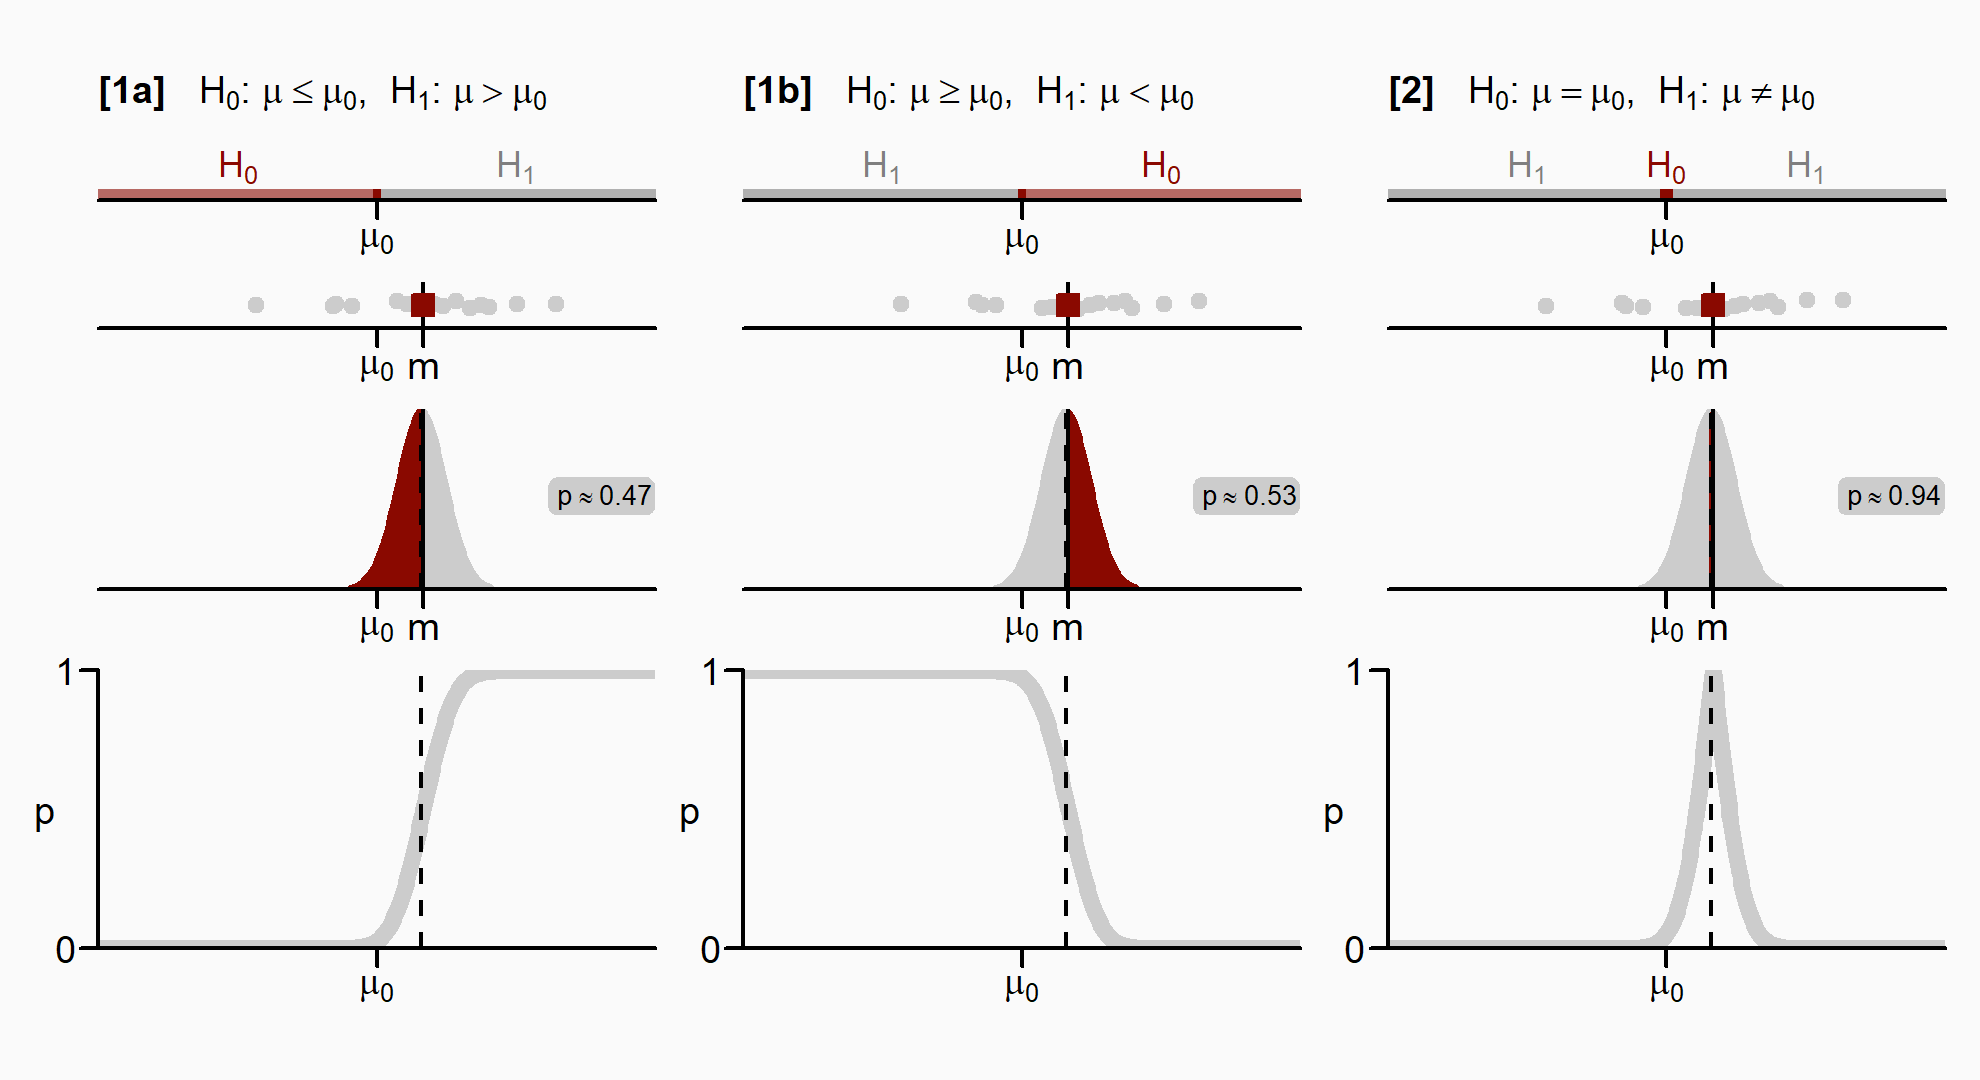 [1a] H₀: μ ≤ μ₀, H₁: μ > μ₀
H₀ H₁
μ₀
μ₀ m
p ≈ 0.47
μ₀ m
1
p
0
μ₀
[1b] H₀: μ ≥ μ₀, H₁: μ < μ₀
H₁ H₀
μ₀
μ₀ m
p ≈ 0.53
μ₀ m
1
p
0
μ₀
[2] H₀: μ = μ₀, H₁: μ ≠ μ₀
H₁ H₀ H₁
μ₀
μ₀ m
p ≈ 0.94
μ₀ m
1
p
0
μ₀